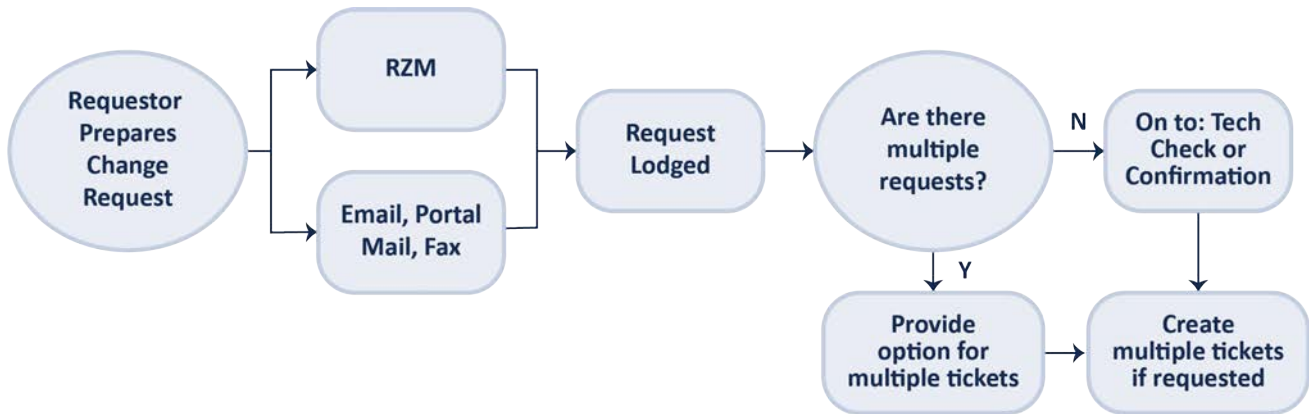 Requestor
Prepares
Change
Request
RZM
Email, Portal
Mail, Fax
Request
Lodged
Are there
multiple
requests?
N
On to: Tech
Check or
Confirmation
Y
Provide
option for
multiple tickets
Create
multiple tickets
if requested